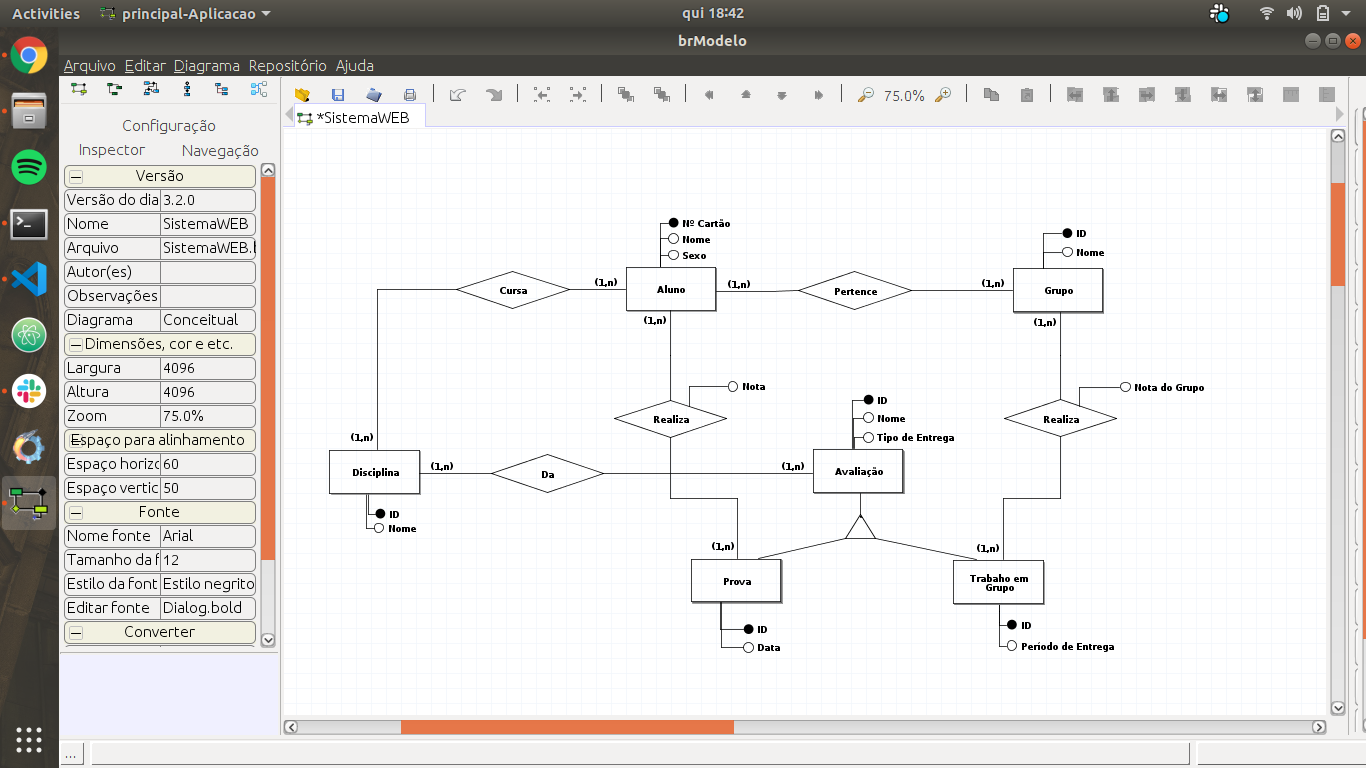 Activities
principal-Aplicacao
qui 18:42
brModelo
Arquivo Editar Diagrama Repositório Ajuda
75.0%
Configuração
Inspector Navegação
*SistemaWEB
Versão
Versão do dia 3.2.0
Nome SistemaWEB
Arquivo SistemaWEB.b
Autor(es)
Observações
Diagrama Conceitual
Dimensões, cor e etc.
Largura 4096
Altura 4096
Zoom 75.0%
Espaço para alinhamento
Espaço horizo 60
Espaço vertic 50
Fonte
Nome fonte Arial
Tamanho da f 12
Estilo da font Estilo negrito
Editar fonte Dialog.bold
Converter
...
Nº Cartão
Nome
Sexo
ID
Nome
Cursa
(1,n)
Aluno
(1,n)
Pertence
(1,n)
Grupo
(1,n)
(1,n)
Nota
Nota do Grupo
Realiza
ID
Nome
Tipo de Entrega
Realiza
(1,n)
Disciplina
(1,n)
Da
(1,n)
Avaliação
ID
Nome
(1,n)
(1,n)
Prova
Trabaho em
Grupo
ID
Data
ID
Período de Entrega